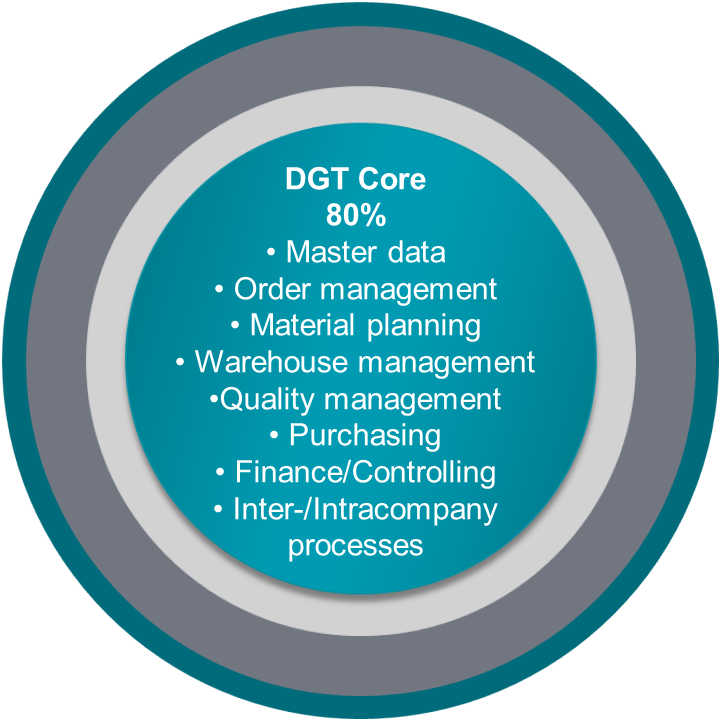 DGT Core
80%
• Master data
• Order management
• Material planning
• Warehouse management
•Quality management
• Purchasing
• Finance/Controlling
• Inter-/Intracompany
processes